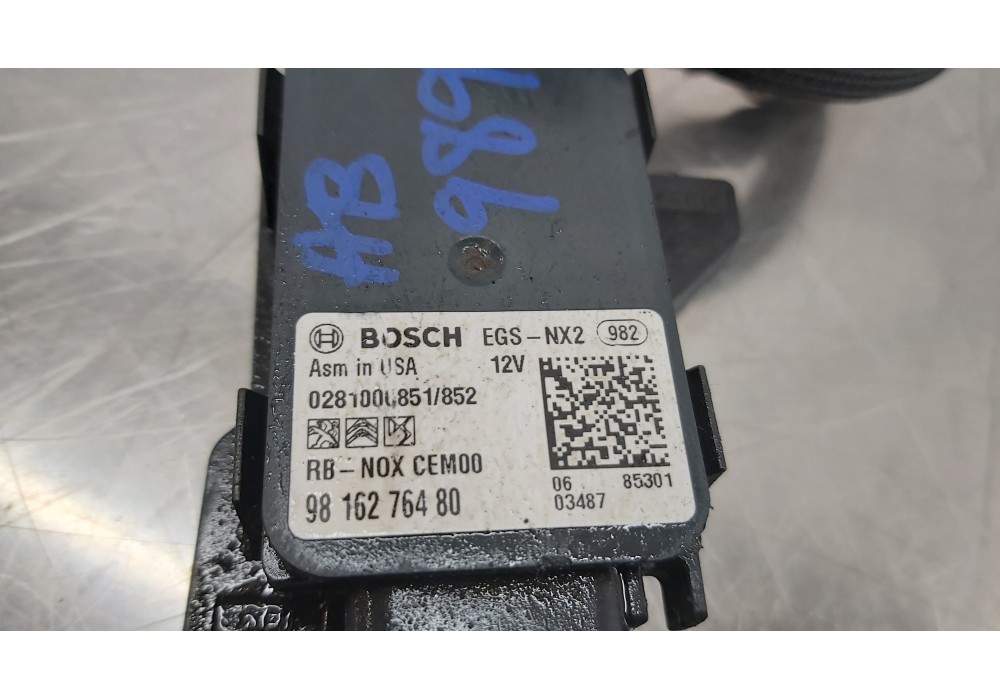 AB
989
BOSCH EGS-NX2 982
Asm in USA 12V
0281006851/852
RB-NOX CEM00
98 162 764 80
06 85301
03487